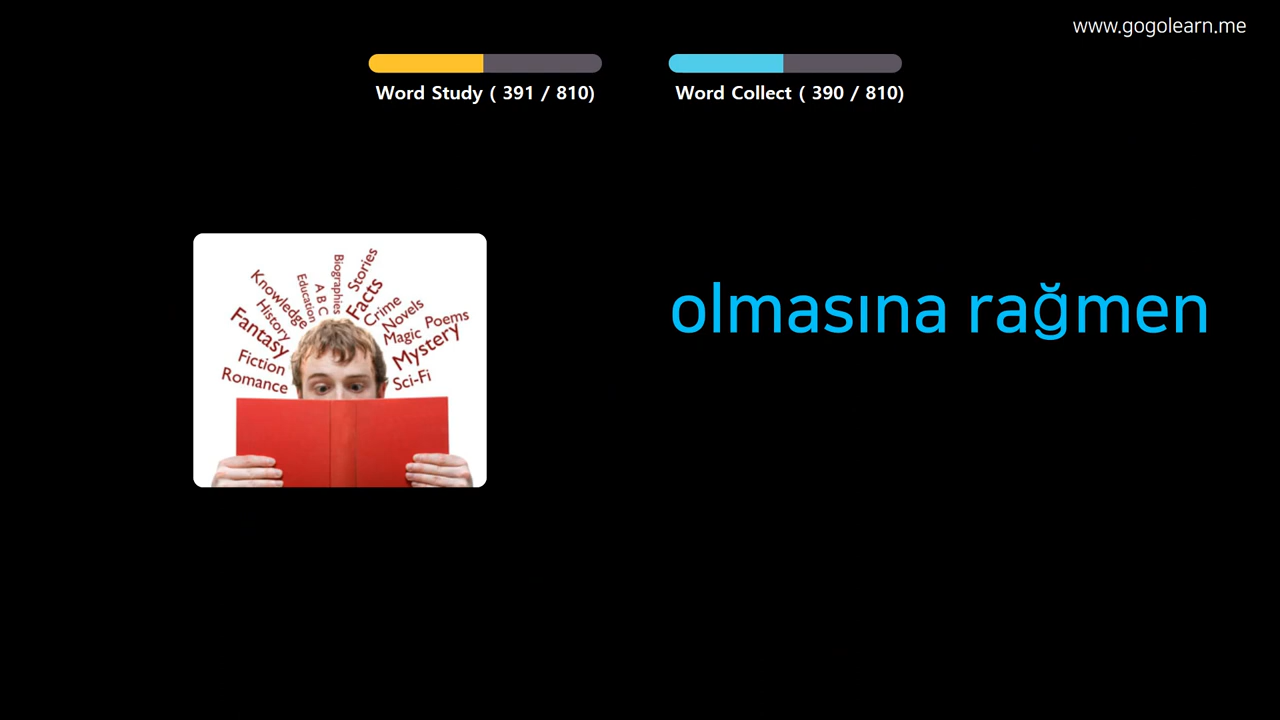 www.gogolearn.me
Word Study ( 391 / 810)
Word Collect ( 390 / 810)
olmasına rağmen
Knowledge
History
Fantasy
Fiction
Romance
Education
A B C
Biographies
Stories
Facts
Crime
Novels
Magic
Poems
Mystery
Sci-Fi